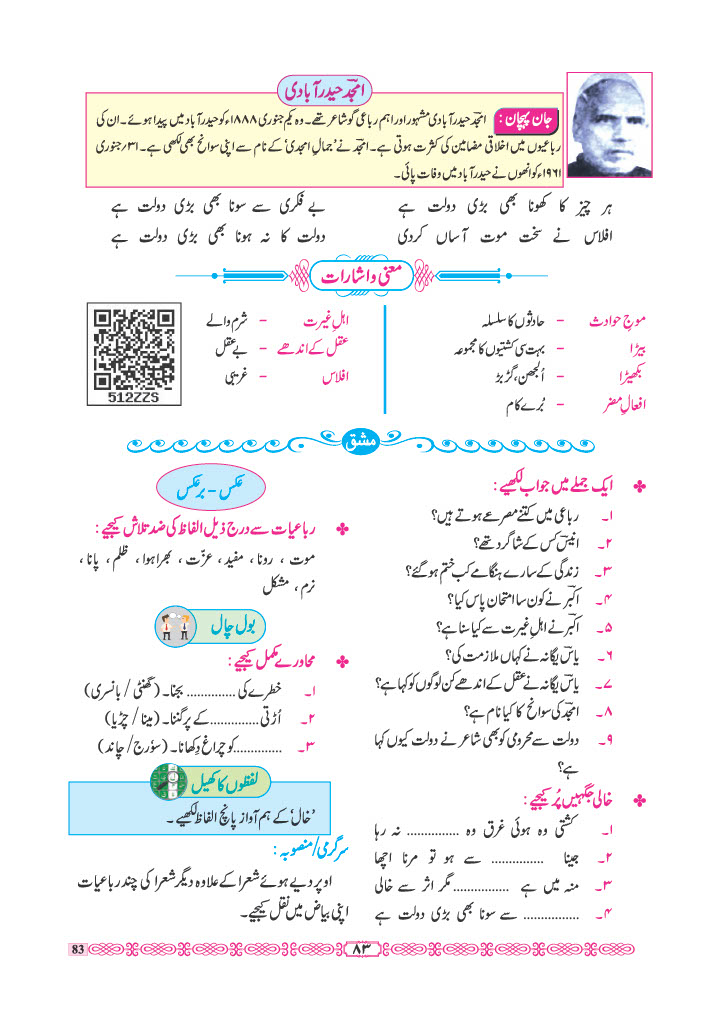 امجدؔ حیدرآبادی
جان پہچان : امجدؔ حیدرآبادی مشہور اور اہم رباعی گو شاعر تھے۔ وہ یکم جنوری ۱۸۸۸ء کو حیدرآباد میں پیدا ہوئے۔ ان کی
رباعیوں میں اخلاقی مضامین کی کثرت ہوتی ہے۔ امجدؔ نے ’جمالِ امجدی‘ کے نام سے اپنی سوانح بھی لکھی ہے۔ ۳۱؍جنوری
۱۹۶۱ء کو انھوں نے حیدرآباد میں وفات پائی۔
ہر چیز کا کھونا بھی بڑی دولت ہے بے فکری سے سونا بھی بڑی دولت ہے
افلاس نے سخت موت آساں کردی دولت کا نہ ہونا بھی بڑی دولت ہے
معنی و اشارات
موجِ حوادث – حادثوں کا سلسلہ
بیڑا – بہت سی کشتیوں کا مجموعہ
بکھیڑا – اُلجھن، گڑبڑ
افعالِ مضر – بُرے کام
اہلِ غیرت – شرم والے
عقل کے اندھے – بے عقل
افلاس – غریبی
512ZZS
مشق
ایک جملے میں جواب لکھیے :
۱۔ رباعی میں کتنے مصرعے ہوتے ہیں؟
۲۔ انیسؔ کس کے شاگرد تھے؟
۳۔ زندگی کے سارے ہنگامے کب ختم ہو گئے؟
۴۔ اکبرؔ نے کون سا امتحان پاس کیا؟
۵۔ اکبرؔ نے اہلِ غیرت سے کیا سنا ہے؟
۶۔ یاسؔ یگانہ نے کہاں ملازمت کی؟
۷۔ یاسؔ یگانہ نے عقل کے اندھے کن لوگوں کو کہا ہے؟
۸۔ امجدؔ کی سوانح کا کیا نام ہے؟
۹۔ دولت سے محرومی کو بھی شاعر نے دولت کیوں کہا
ہے؟
خالی جگہیں پُر کیجیے :
۱۔ کشتی وہ ہوئی غرق وہ .............. نہ رہا
۲۔ جینا .............. سے ہو تو مرنا اچھا
۳۔ منہ میں ہے .............. مگر اثر سے خالی
۴۔ .............. سے سونا بھی بڑی دولت ہے
عکس – برعکس
رباعیات سے درج ذیل الفاظ کی ضد تلاش کیجیے :
موت ، رونا ، مفید ، عزّت ، بھرا ہوا ، ظلم ، پانا ،
نرم ، مشکل
بول چال
محاورے مکمل کیجیے :
۱۔ خطرے کی .............. بجنا۔ (گھنٹی / بانسری)
۲۔ اُڑتی .............. کے پر گننا۔ (مینا / چڑیا)
۳۔ .............. کو چراغ دِکھانا۔ (سوٗرج / چاند)
لفظوں کا کھیل
’خال‘ کے ہم آواز پانچ الفاظ لکھیے۔
سرگرمی/منصوبہ :
اوپر دیے ہوئے شعرا کے علاوہ دیگر شعرا کی چند رباعیات
اپنی بیاض میں نقل کیجیے۔
83
۸۳